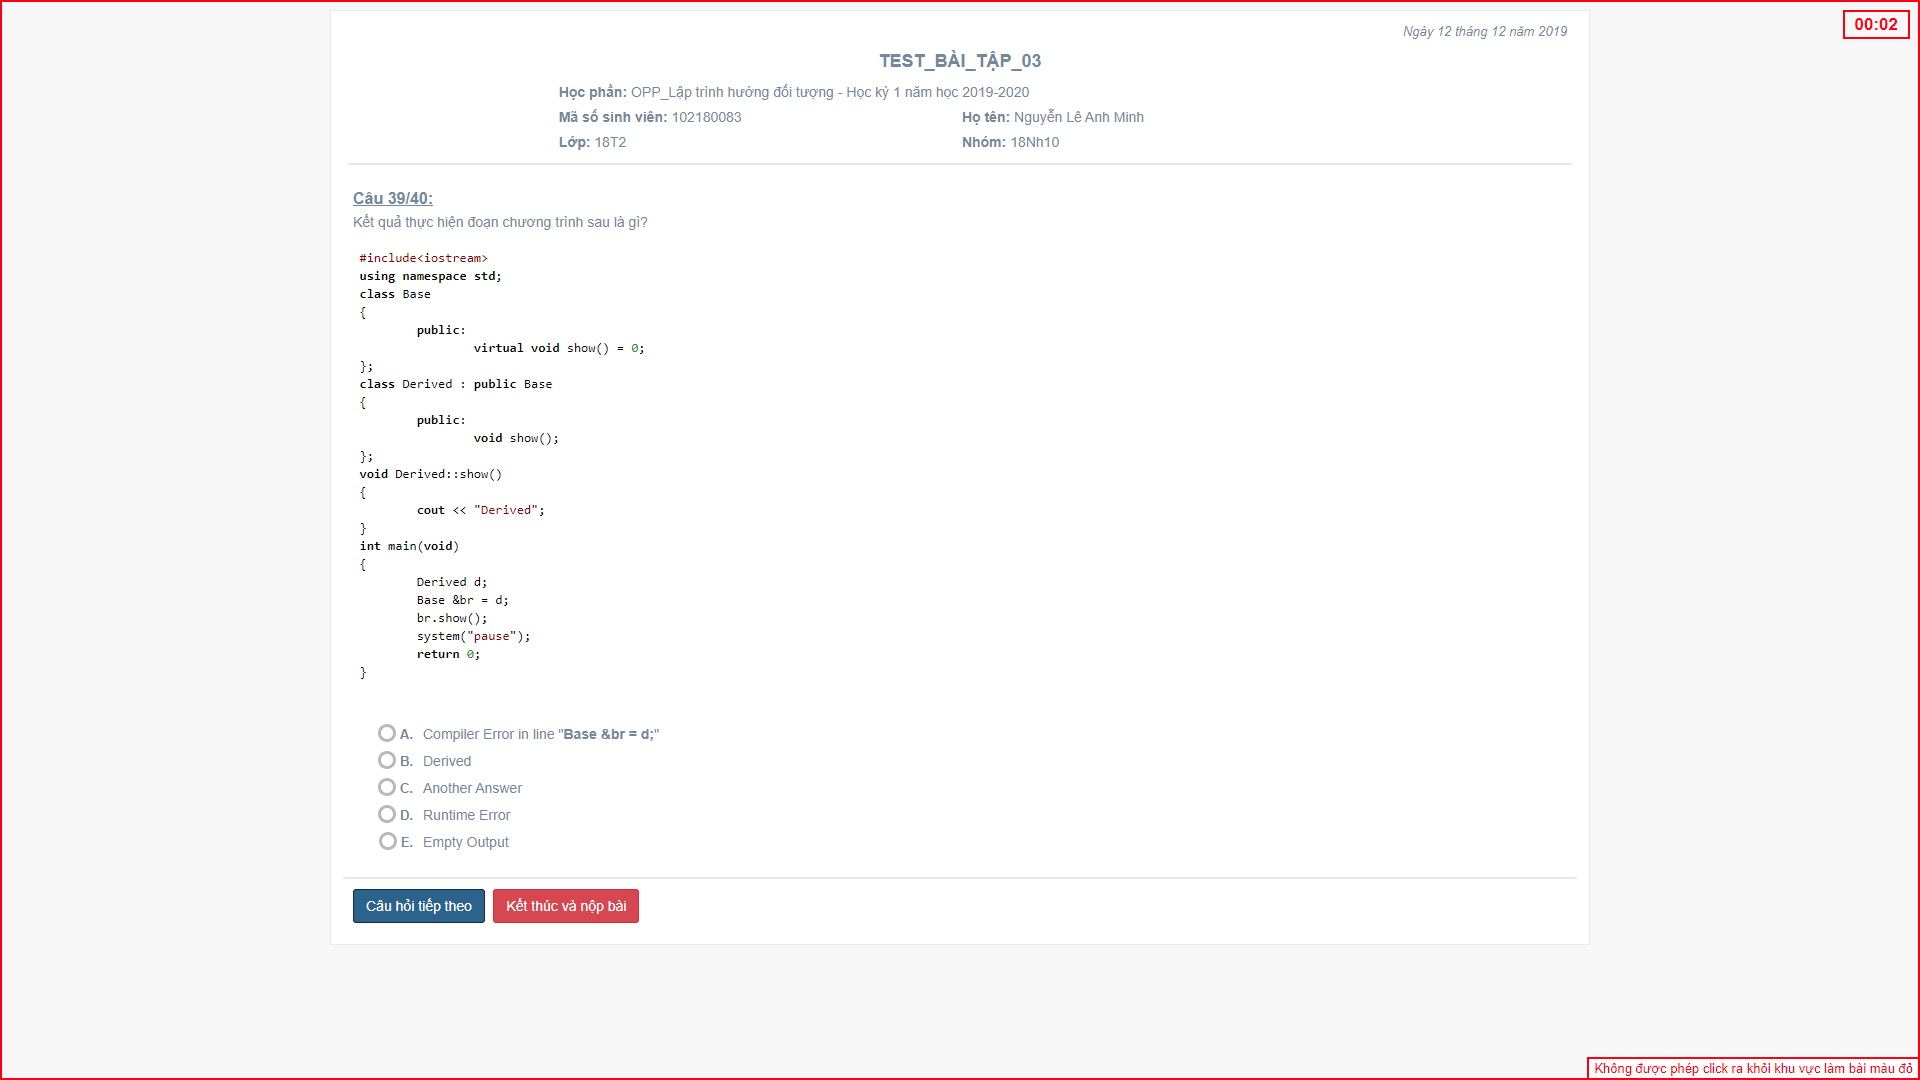 00:02
Ngày 12 tháng 12 năm 2019
TEST_BÀI_TẬP_03
Học phần: OPP_Lập trình hướng đối tượng - Học kỳ 1 năm học 2019-2020
Mã số sinh viên: 102180083 Họ tên: Nguyễn Lê Anh Minh
Lớp: 18T2 Nhóm: 18Nh10
Câu 39/40:
Kết quả thực hiện đoạn chương trình sau là gì?
#include<iostream>
using namespace std;
class Base
{
public:
virtual void show() = 0;
};
class Derived : public Base
{
public:
void show();
};
void Derived::show()
{
cout << "Derived";
}
int main(void)
{
Derived d;
Base &br = d;
br.show();
system("pause");
return 0;
}
A. Compiler Error in line "Base &br = d;"
B. Derived
C. Another Answer
D. Runtime Error
E. Empty Output
Câu hỏi tiếp theo Kết thúc và nộp bài
Không được phép click ra khỏi khu vực làm bài màu đỏ